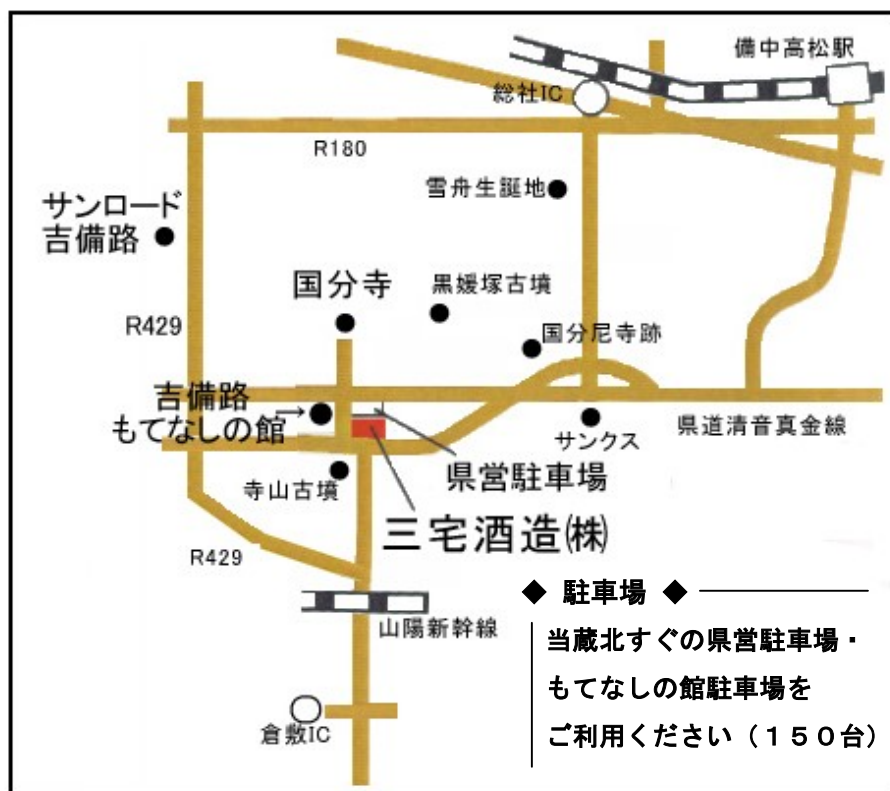 備中高松駅
総社IC
R180
雪舟生誕地
サンロード
吉備路
国分寺
黒媛塚古墳
R429
国分尼寺跡
吉備路
→
もてなしの館
サンクス
県道清音真金線
寺山古墳
県営駐車場
三宅酒造㈱
R429
山陽新幹線
倉敷IC
◆ 駐車場 ◆
当蔵北すぐの県営駐車場・
もてなしの館駐車場を
ご利用ください（１５０台）